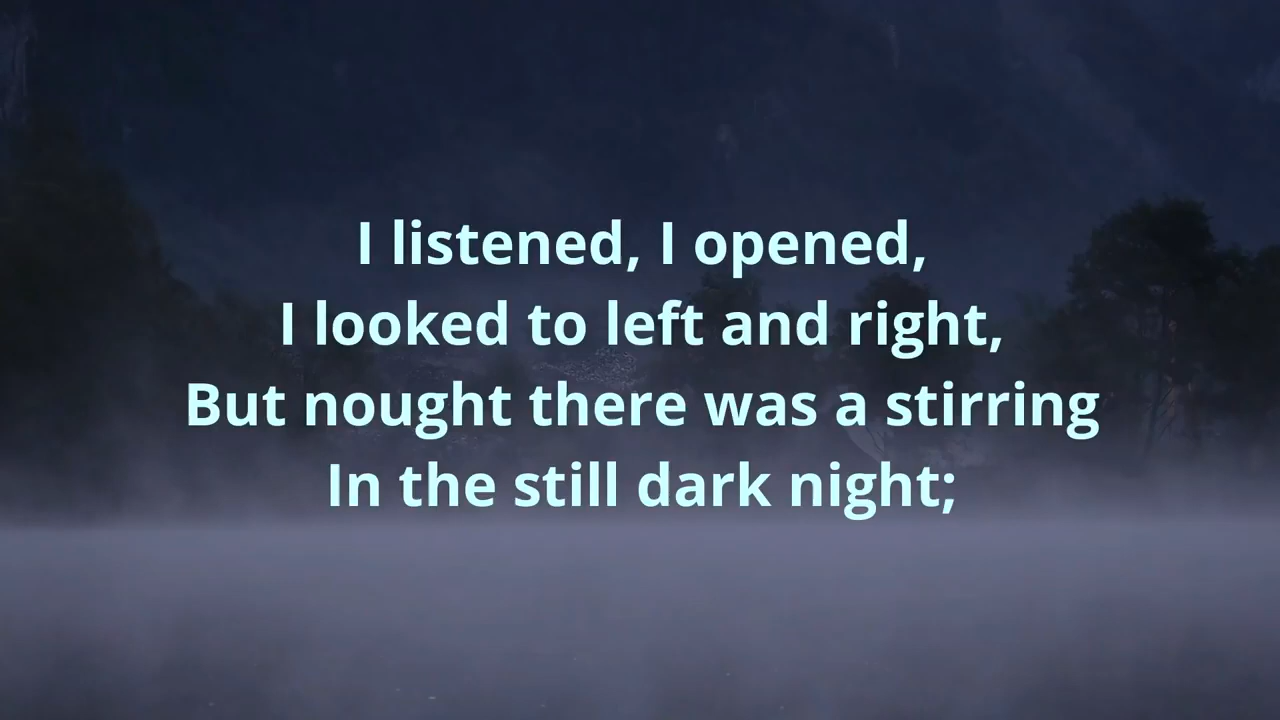 I listened, I opened,
I looked to left and right,
But nought there was a stirring
In the still dark night;